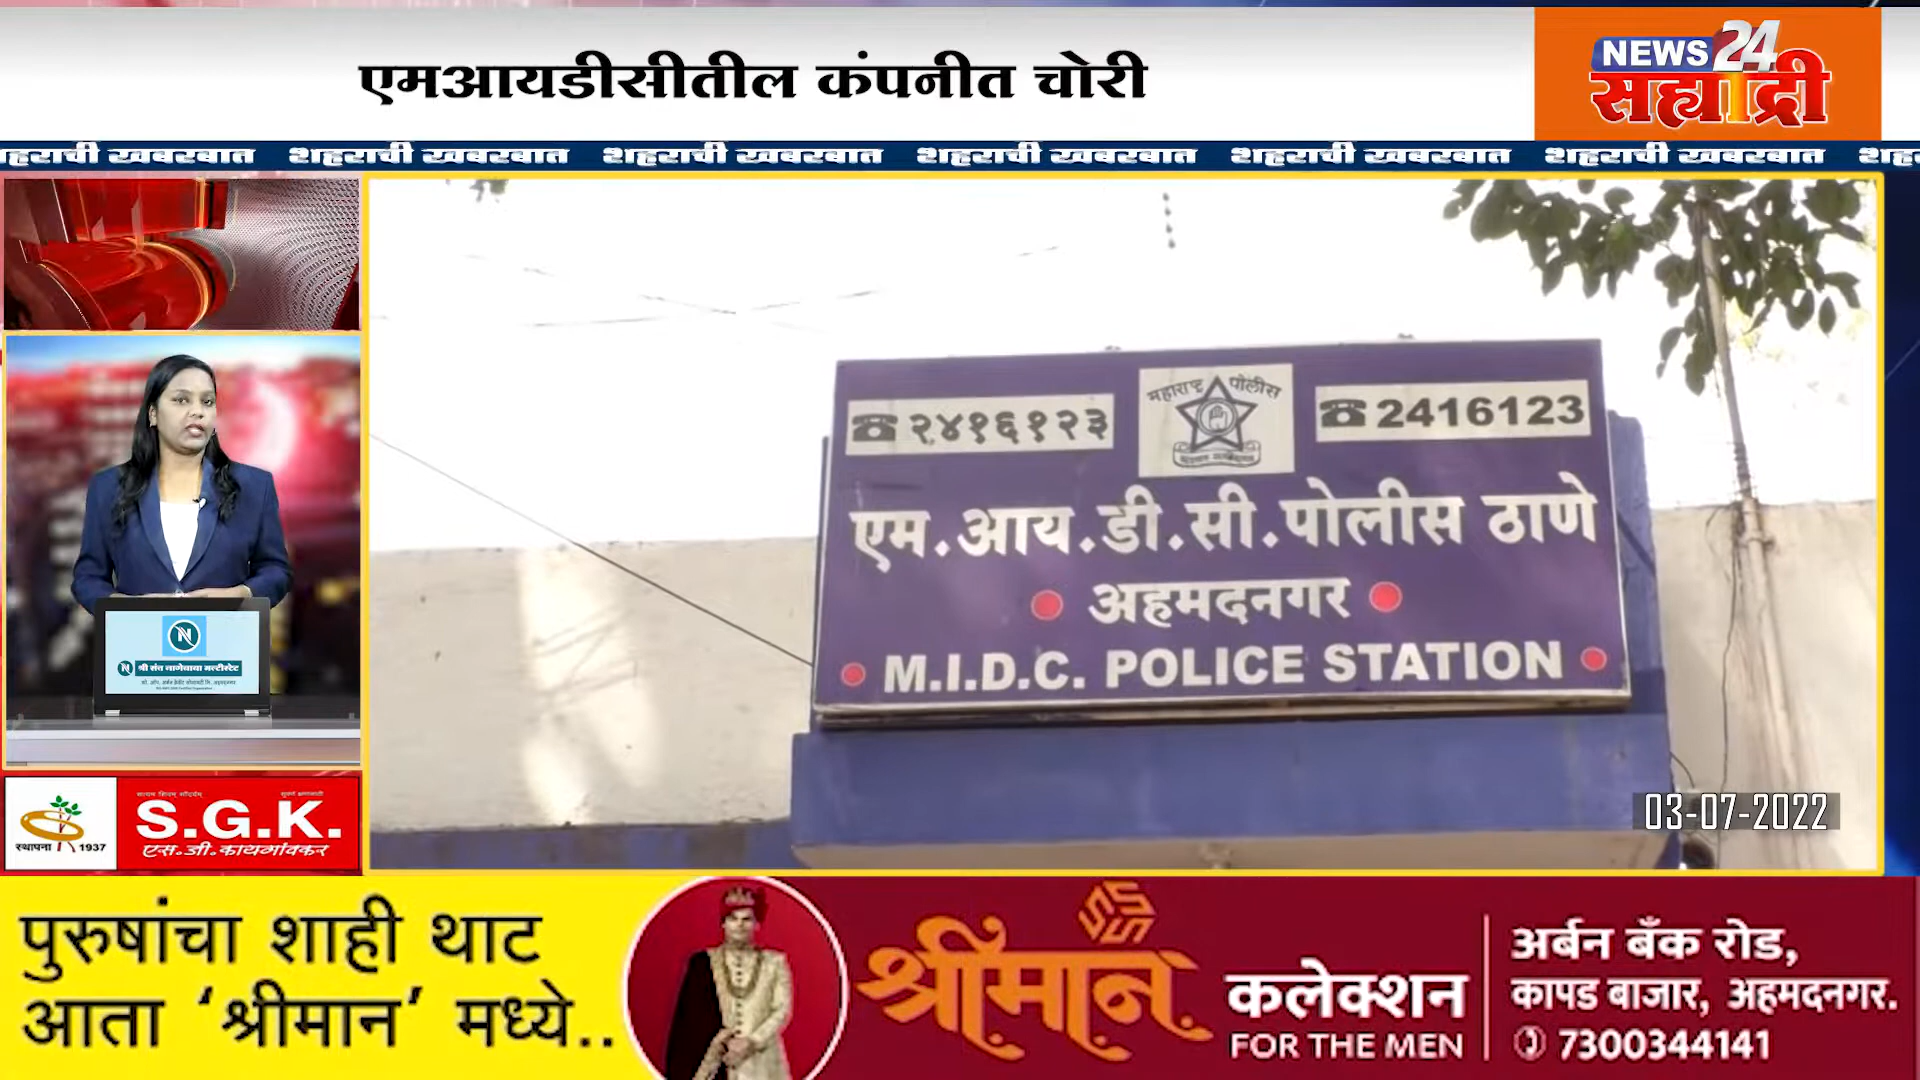 एमआयडीसीतील कंपनीत चोरी
NEWS 24
सह्याद्री
शहराची खबरबात शहराची खबरबात शहराची खबरबात शहराची खबरबात शहराची खबरबात शहराची खबरबात शह
महाराष्ट्र पोलीस
☎२४१६१२३
☎2416123
एम.आय.डी.सी.पोलीस ठाणे
अहमदनगर
M.I.D.C. POLICE STATION
03-07-2022
N
श्री संत नागेबाबा मल्टीस्टेट
स्थापना 1937
S.G.K.
एस.जी.कायगांवकर
पुरुषांचा शाही थाट
आता ‘श्रीमान’ मध्ये..
श्रीमान
कलेक्शन
FOR THE MEN
अर्बन बँक रोड,
कापड बाजार, अहमदनगर.
7300344141